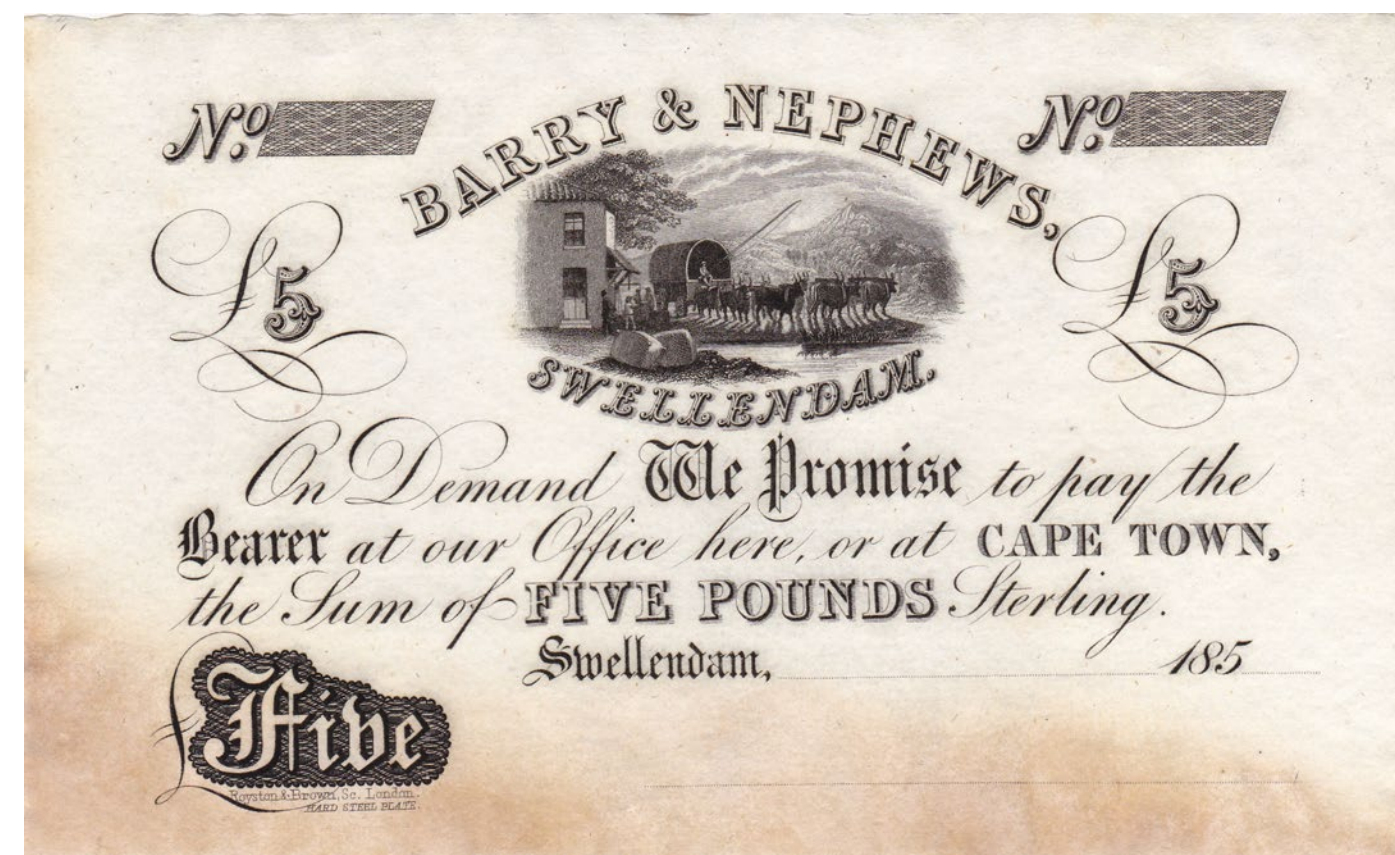 Nº Nº
BARRY & NEPHEWS,
£5 £5
SWELLENDAM.
On Demand We Promise to pay the
Bearer at our Office here, or at CAPE TOWN,
the Sum of FIVE POUNDS Sterling.
Swellendam, 185
£ Five
Royston & Brown, Sc. London.
HARD STEEL PLATE.